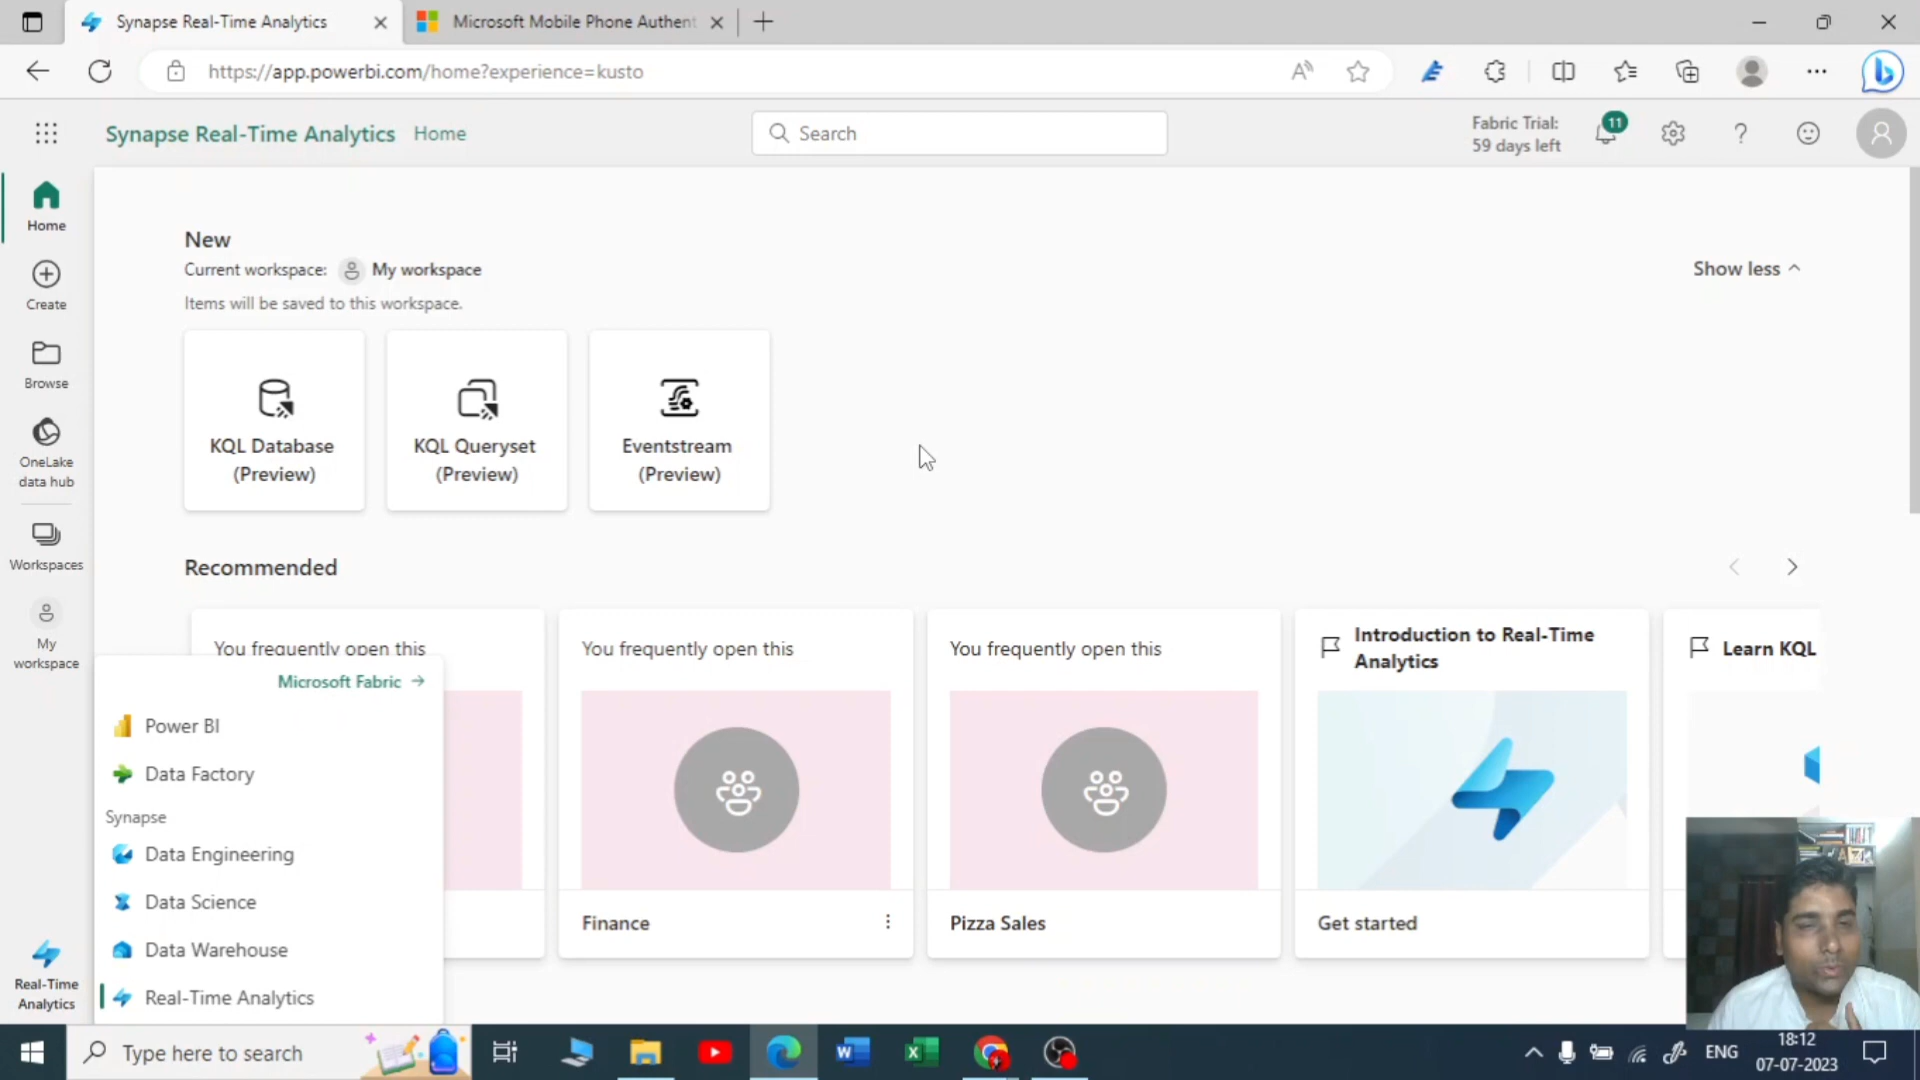 Synapse Real-Time Analytics
Microsoft Mobile Phone Authent
https://app.powerbi.com/home?experience=kusto
Synapse Real-Time Analytics Home
Search
Fabric Trial:
59 days left
11
Home
Create
Browse
OneLake
data hub
Workspaces
My
workspace
Real-Time
Analytics
New
Current workspace: My workspace
Items will be saved to this workspace.
Show less
KQL Database
(Preview)
KQL Queryset
(Preview)
Eventstream
(Preview)
Recommended
You frequently open this
You frequently open this
Finance
You frequently open this
Pizza Sales
Introduction to Real-Time
Analytics
Get started
Learn KQL
Microsoft Fabric
Power BI
Data Factory
Synapse
Data Engineering
Data Science
Data Warehouse
Real-Time Analytics
Type here to search
ENG
18:12
07-07-2023